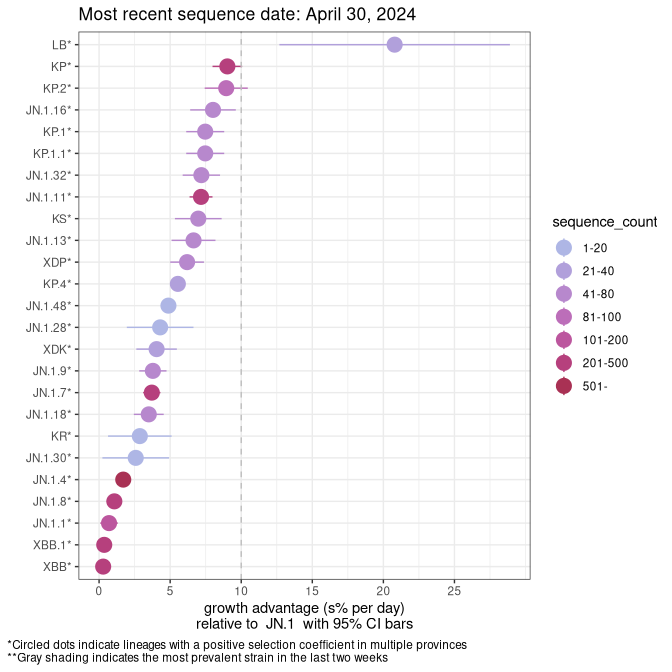 Most recent sequence date: April 30, 2024
LB*
KP*
KP.2*
JN.1.16*
KP.1*
KP.1.1*
JN.1.32*
JN.1.11*
KS*
JN.1.13*
XDP*
KP.4*
JN.1.48*
JN.1.28*
XDK*
JN.1.9*
JN.1.7*
JN.1.18*
KR*
JN.1.30*
JN.1.4*
JN.1.8*
JN.1.1*
XBB.1*
XBB*
0 5 10 15 20 25
growth advantage (s% per day)
relative to JN.1 with 95% CI bars
sequence_count
1-20
21-40
41-80
81-100
101-200
201-500
501-
*Circled dots indicate lineages with a positive selection coefficient in multiple provinces
**Gray shading indicates the most prevalent strain in the last two weeks